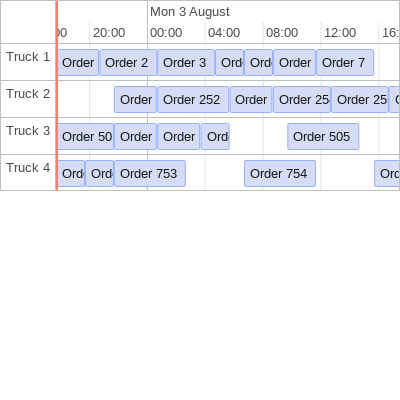 Mon 3 August
00 20:00 00:00 04:00 08:00 12:00 16:
Truck 1 Order Order 2 Order 3 Ord Ord Order Order 7
Truck 2 Order Order 252 Order Order 25 Order 25
Truck 3 Order 50 Order Order Ord Order 505
Truck 4 Ord Ord Order 753 Order 754 Ord